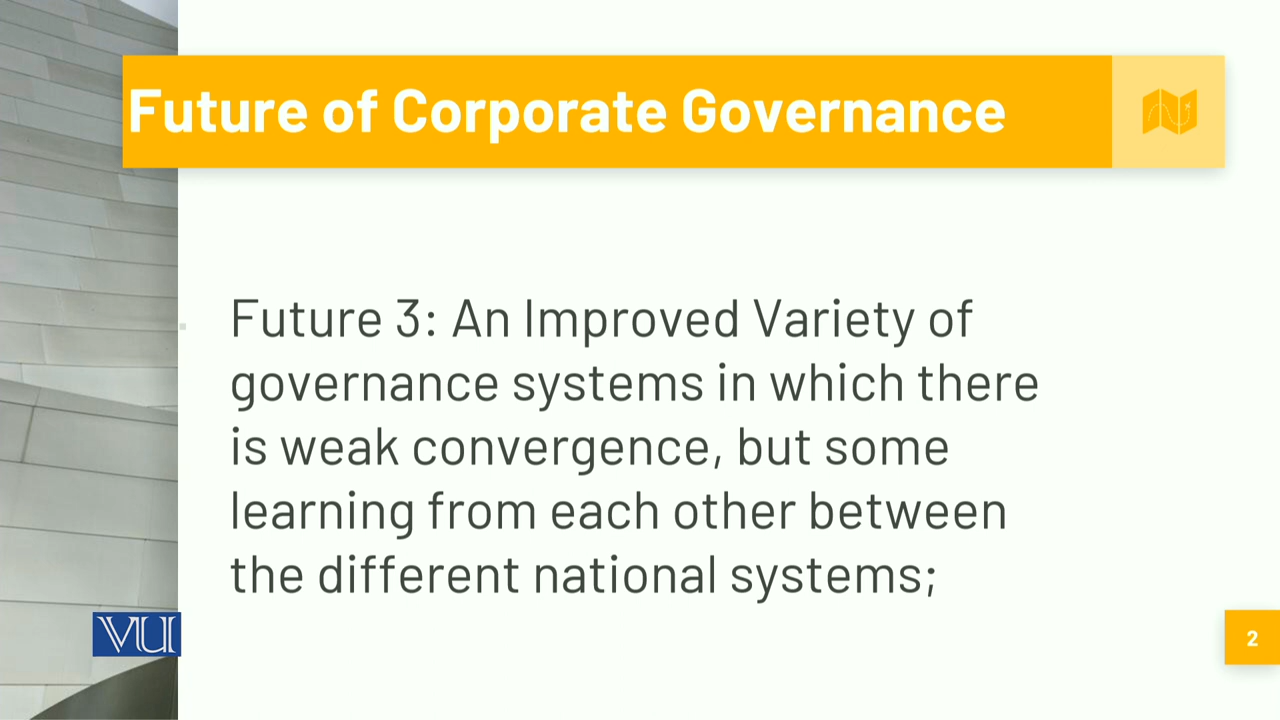 Future of Corporate Governance
Future 3: An Improved Variety of
governance systems in which there
is weak convergence, but some
learning from each other between
the different national systems;
VU
2